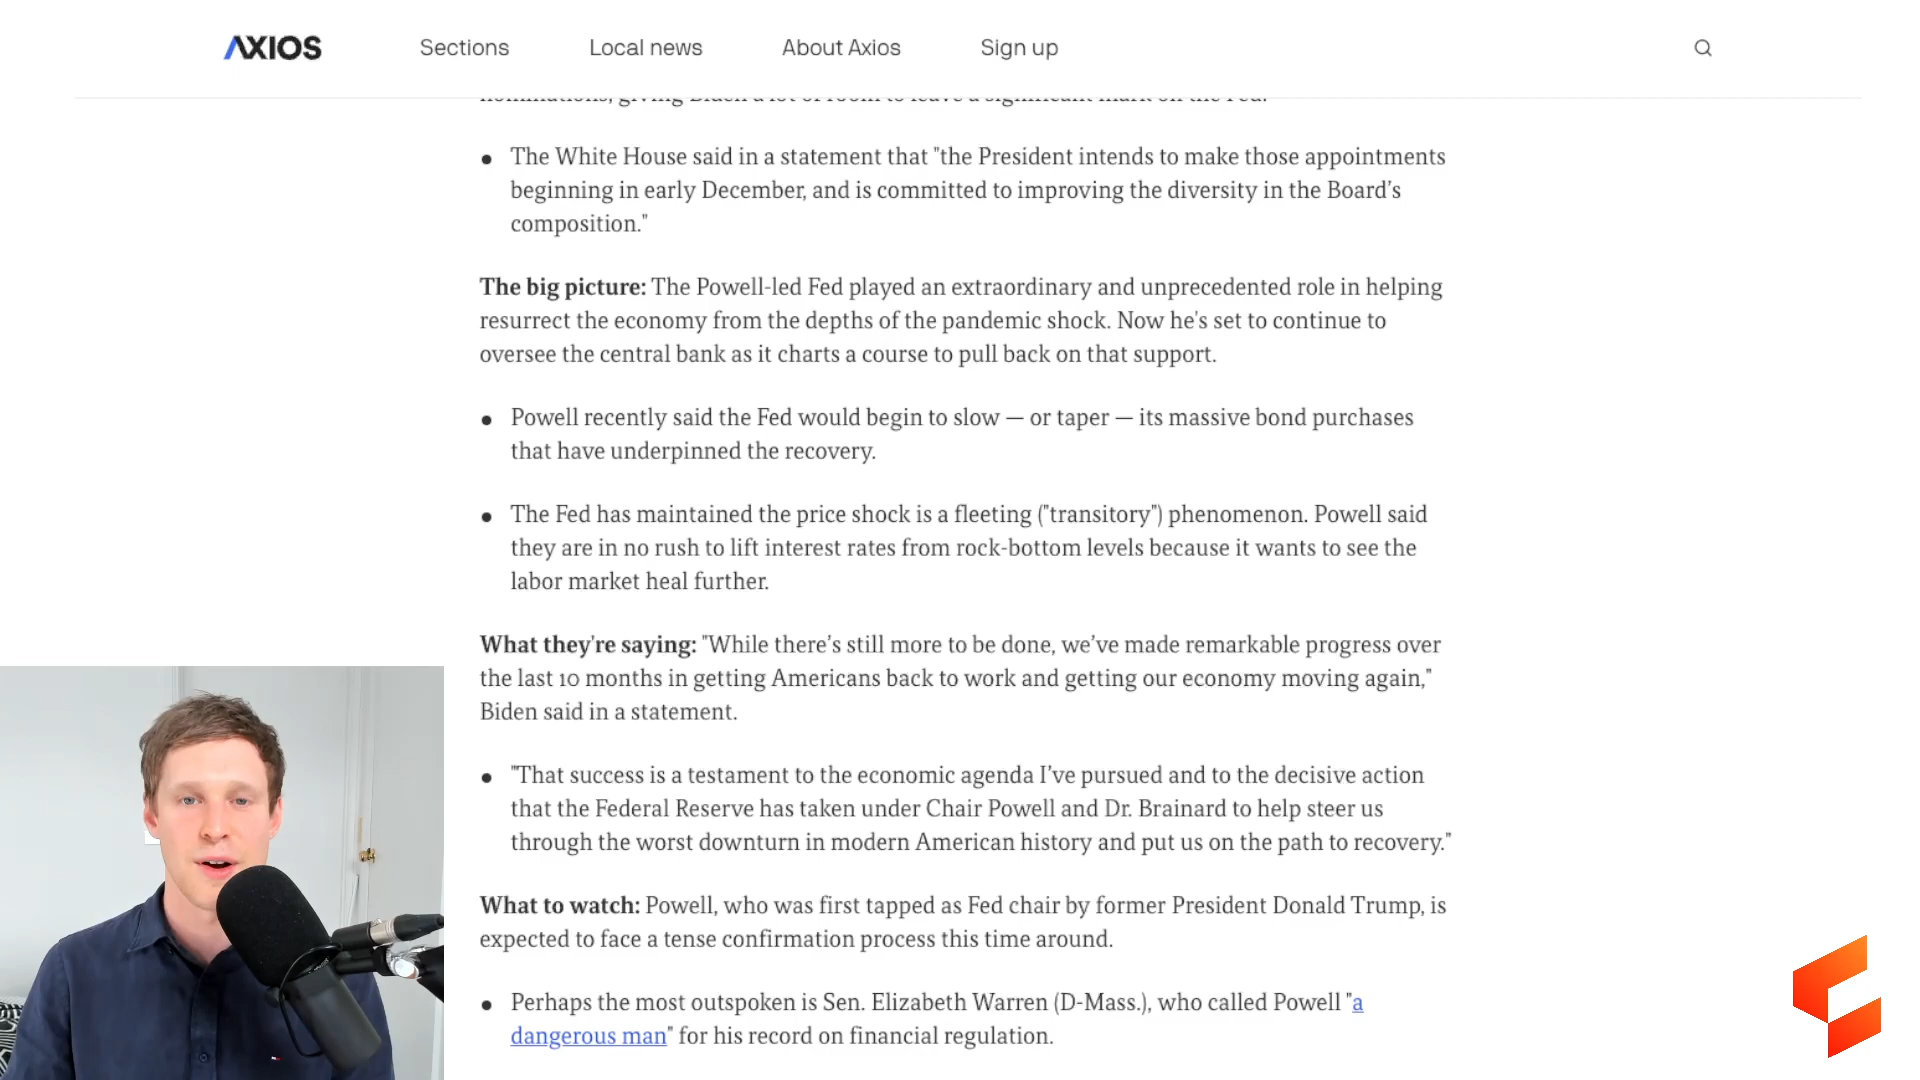 AXIOS
Sections
Local news
About Axios
Sign up
nominations, giving Biden a lot of room to leave a significant mark on the Fed.
The White House said in a statement that "the President intends to make those appointments
beginning in early December, and is committed to improving the diversity in the Board’s
composition."
The big picture: The Powell-led Fed played an extraordinary and unprecedented role in helping
resurrect the economy from the depths of the pandemic shock. Now he's set to continue to
oversee the central bank as it charts a course to pull back on that support.
Powell recently said the Fed would begin to slow — or taper — its massive bond purchases
that have underpinned the recovery.
The Fed has maintained the price shock is a fleeting ("transitory") phenomenon. Powell said
they are in no rush to lift interest rates from rock-bottom levels because it wants to see the
labor market heal further.
What they're saying: "While there’s still more to be done, we’ve made remarkable progress over
the last 10 months in getting Americans back to work and getting our economy moving again,"
Biden said in a statement.
"That success is a testament to the economic agenda I’ve pursued and to the decisive action
that the Federal Reserve has taken under Chair Powell and Dr. Brainard to help steer us
through the worst downturn in modern American history and put us on the path to recovery."
What to watch: Powell, who was first tapped as Fed chair by former President Donald Trump, is
expected to face a tense confirmation process this time around.
Perhaps the most outspoken is Sen. Elizabeth Warren (D-Mass.), who called Powell "a
dangerous man" for his record on financial regulation.